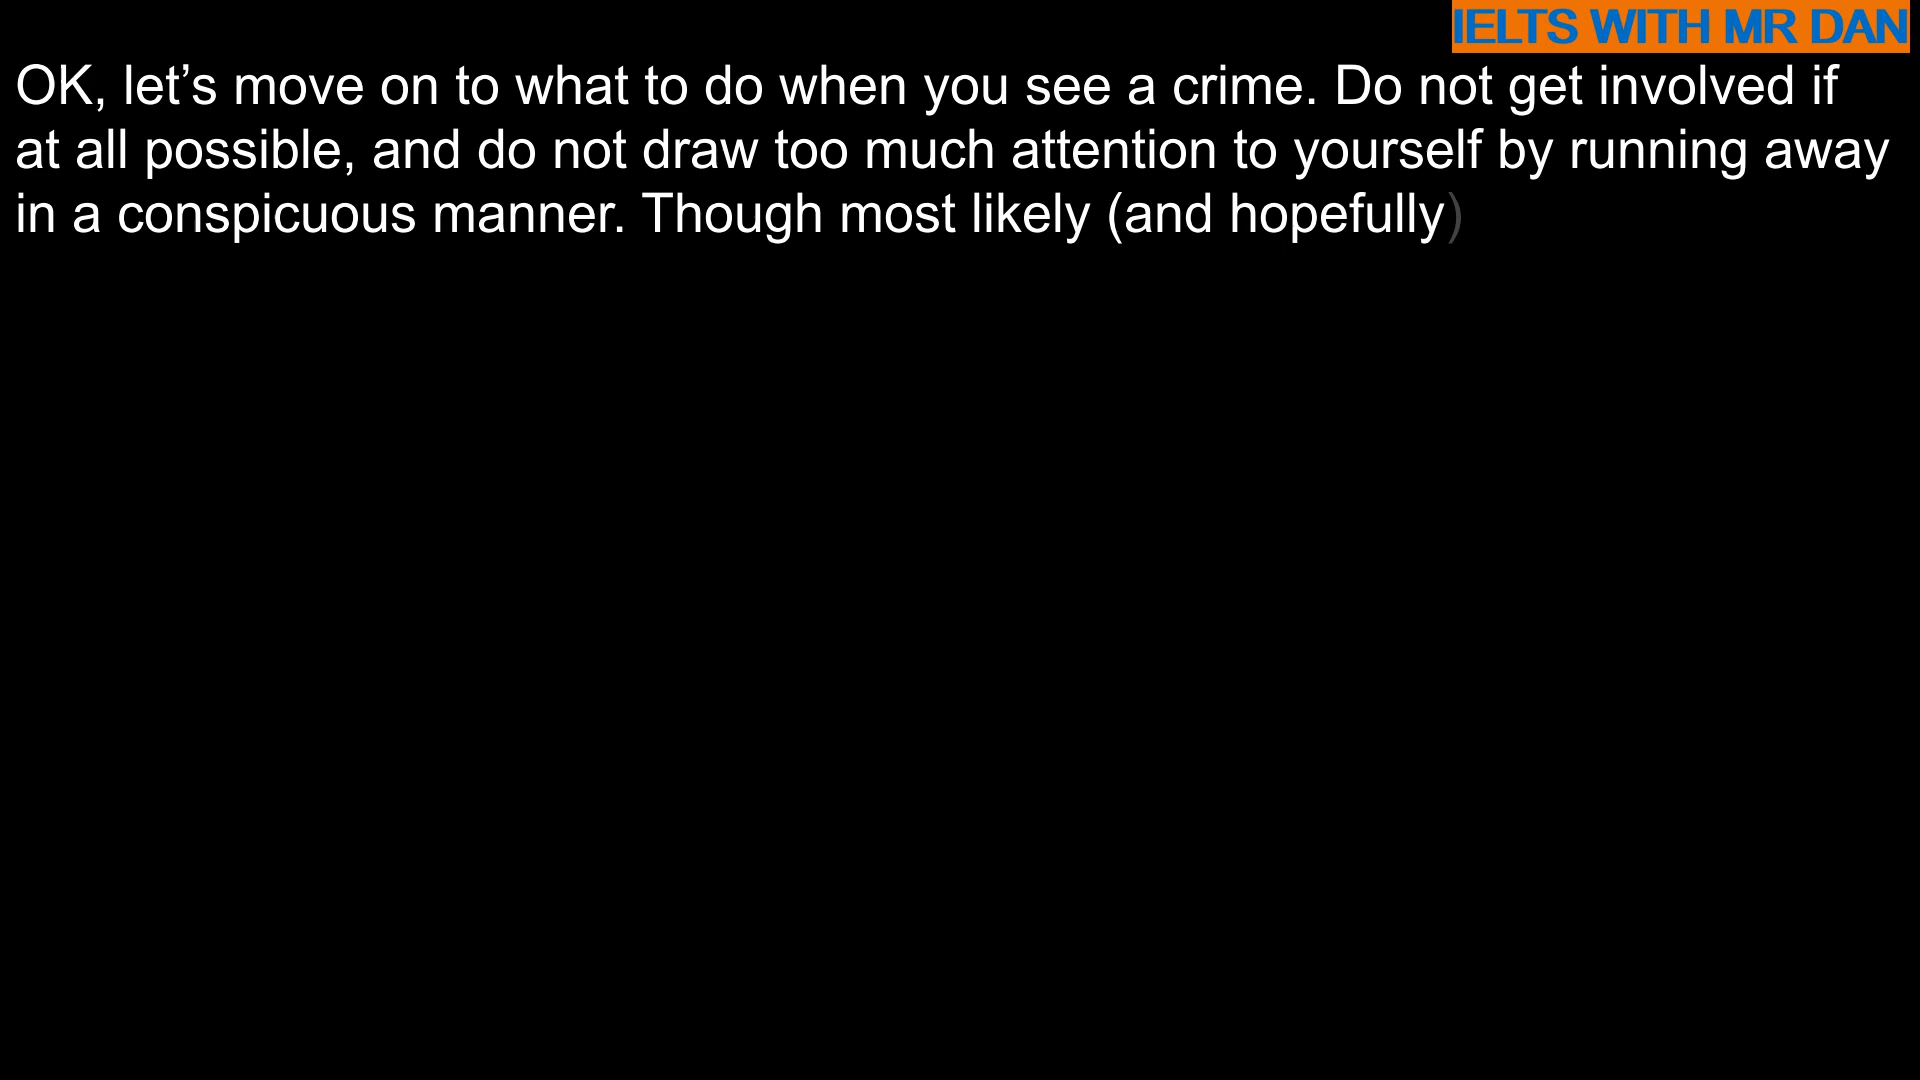 IELTS WITH MR DAN
OK, let’s move on to what to do when you see a crime. Do not get involved if
at all possible, and do not draw too much attention to yourself by running away
in a conspicuous manner. Though most likely (and hopefully)